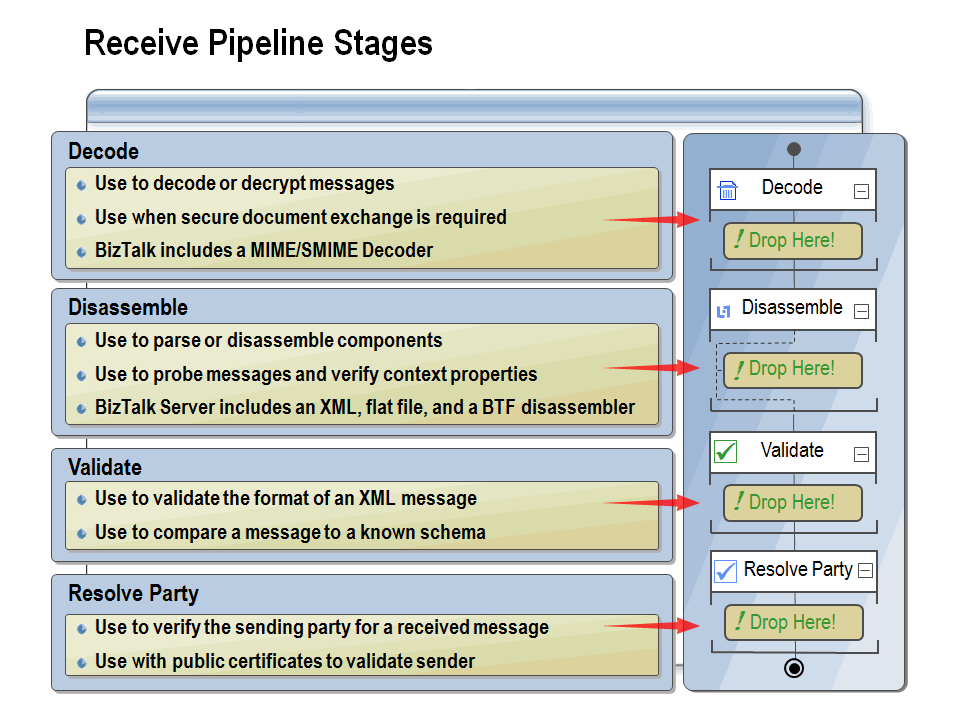 Receive Pipeline Stages
Decode
Use to decode or decrypt messages
Use when secure document exchange is required
BizTalk includes a MIME/SMIME Decoder
Disassemble
Use to parse or disassemble components
Use to probe messages and verify context properties
BizTalk Server includes an XML, flat file, and a BTF disassembler
Validate
Use to validate the format of an XML message
Use to compare a message to a known schema
Resolve Party
Use to verify the sending party for a received message
Use with public certificates to validate sender
Decode
! Drop Here!
Disassemble
! Drop Here!
Validate
! Drop Here!
Resolve Party
! Drop Here!